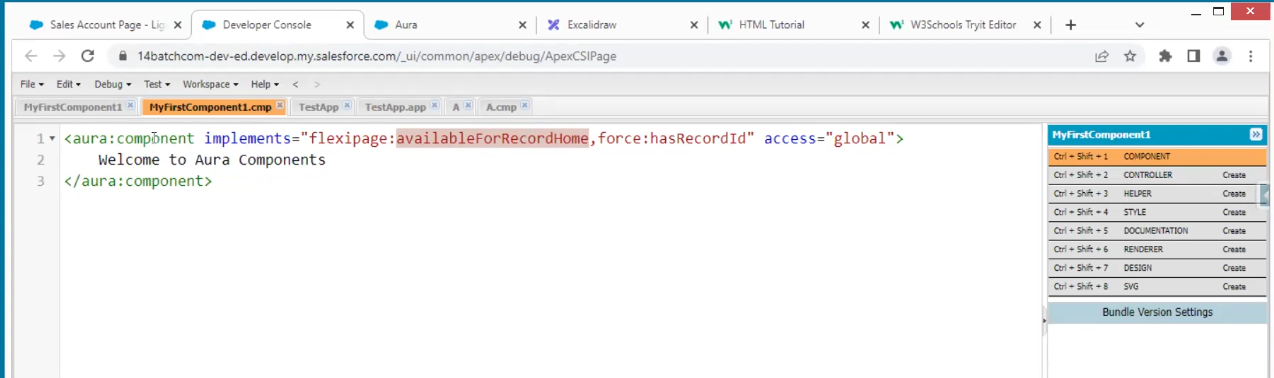 Sales Account Page - Lig
Developer Console
Aura
Excalidraw
HTML Tutorial
W3Schools Tryit Editor
14batchcom-dev-ed.develop.my.salesforce.com/_ui/common/apex/debug/ApexCSIPage
File Edit Debug Test Workspace Help < >
MyFirstComponent1 MyFirstComponent1.cmp TestApp TestApp.app A A.cmp
1 <aura:component implements="flexipage:availableForRecordHome,force:hasRecordId" access="global">
2 Welcome to Aura Components
3 </aura:component>
MyFirstComponent1
Ctrl + Shift + 1 COMPONENT
Ctrl + Shift + 2 CONTROLLER Create
Ctrl + Shift + 3 HELPER Create
Ctrl + Shift + 4 STYLE Create
Ctrl + Shift + 5 DOCUMENTATION Create
Ctrl + Shift + 6 RENDERER Create
Ctrl + Shift + 7 DESIGN Create
Ctrl + Shift + 8 SVG Create
Bundle Version Settings